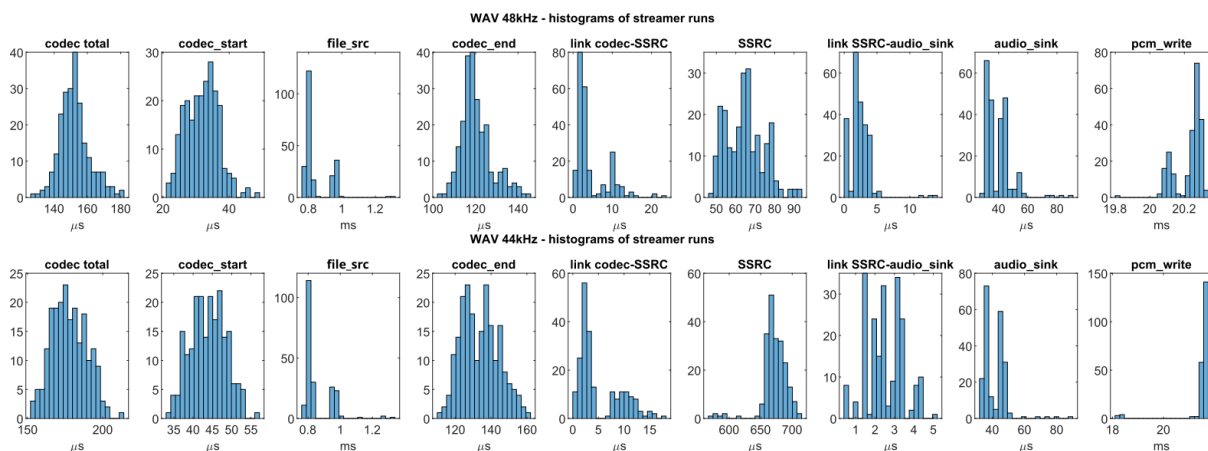 WAV 48kHz - histograms of streamer runs
codec total codec_start file_src codec_end link codec-SSRC SSRC link SSRC-audio_sink audio_sink pcm_write
40 30 40 80 80 80
30 100 30 60 30 60 60 60
20 20 20 40 20 40 40 40
10 50 10
10 20 10 20 20 20
0 0 0 0 0 0 0 0 0
140 160 180 20 40 0.8 1 1.2 100 120 140 0 10 20 50 60 70 80 90 0 5 10 40 60 80 19.8 20 20.2
µs µs ms µs µs µs µs µs ms
WAV 44kHz - histograms of streamer runs
codec total codec_start file_src codec_end link codec-SSRC SSRC link SSRC-audio_sink audio_sink pcm_write
25 25 25 60 80 150
20 20 100 20 60 30 60
15 15 15 40 40 100
20 40
10 10 50 10 20 50
5 5 5 20 10 20
0 0 0 0 0 0 0 0 0
150 200 35 40 45 50 55 0.8 1 1.2 120 140 160 0 5 10 15 600 650 700 1 2 3 4 5 40 60 80 18 20
µs µs ms µs µs µs µs µs ms